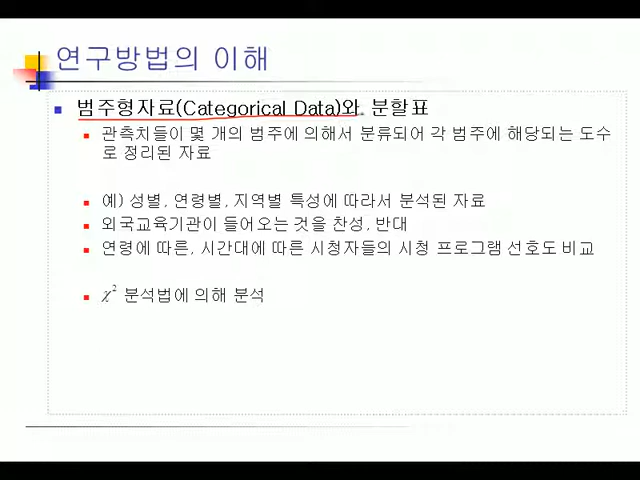 연구방법의 이해
범주형자료(Categorical Data)와 분할표
관측치들이 몇 개의 범주에 의해서 분류되어 각 범주에 해당되는 도수
로 정리된 자료
예) 성별, 연령별, 지역별 특성에 따라서 분석된 자료
외국교육기관이 들어오는 것을 찬성, 반대
연령에 따른, 시간대에 따른 시청자들의 시청 프로그램 선호도 비교
χ² 분석법에 의해 분석